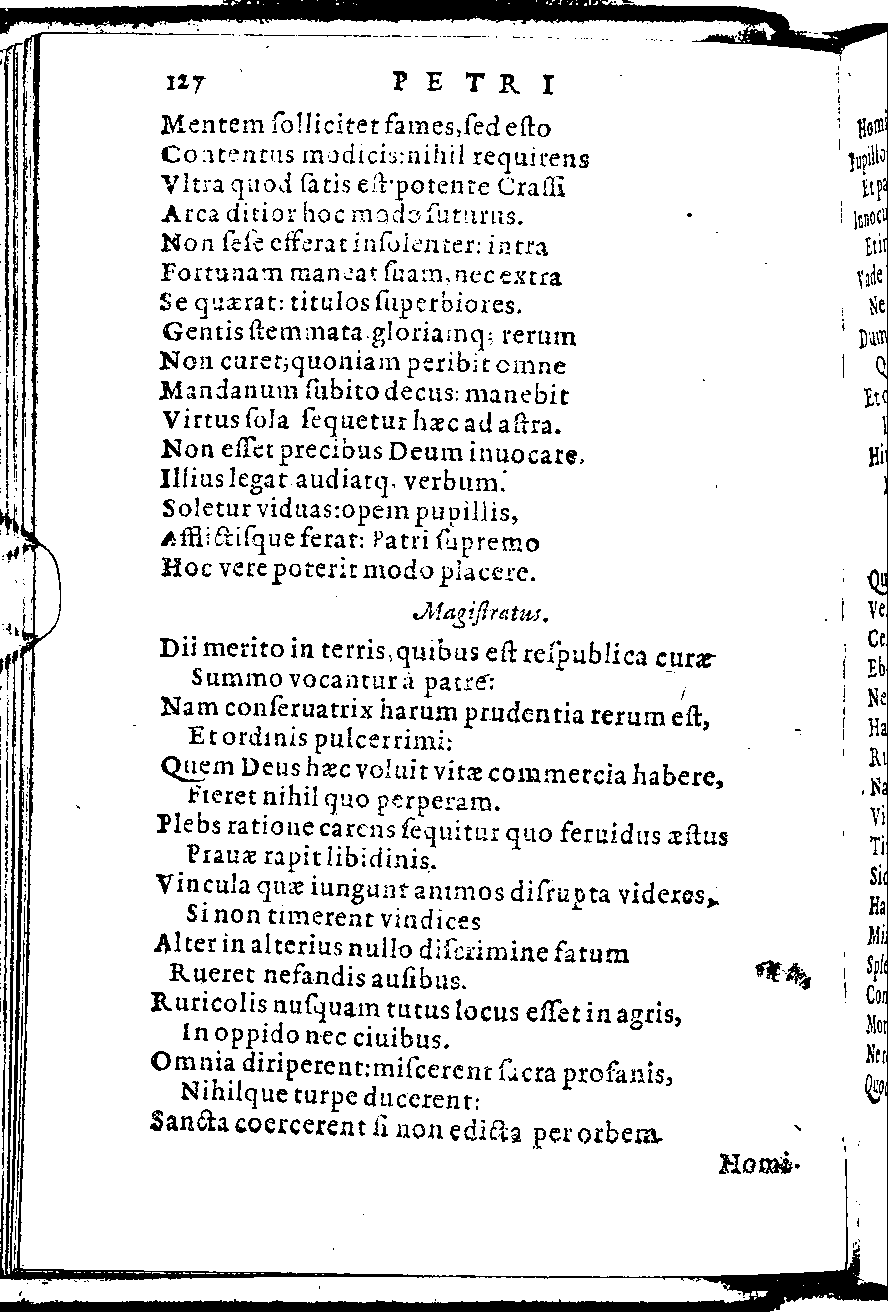 127 PETRI
Mentem ſollicitet fames, ſed eſto
Contentus modicis: nihil requirens
Vltra quod ſatis eſt potente Craſſi
Arca ditior hoc modo futurus.
Non ſeſe efferat inſolenter: intra
Fortunam maneat ſuam, nec extra
Se quærat: titulos ſuperbiores.
Gentis ſtemmata gloriamq; rerum
Non curet; quoniam peribit omne
Mandanum ſubito decus: manebit
Virtus ſola ſequetur hæc ad aſtra.
Non eſſet precibus Deum inuocare.
Illius legat audiatq. verbum:
Soletur viduas: opem pupillis,
Afflictiſque ferat: Patri ſupremo
Hoc vere poterit modo placere.
Magiſtratus.
Dii merito in terris, quibus eſt reſpublica curæ
Summo vocantur à patre:
Nam conſeruatrix harum prudentia rerum eſt,
Et ordinis pulcerrimi:
Quem Deus hæc voluit vitæ commercia habere,
Fieret nihil quo perperam.
Plebs ratione carens ſequitur quo feruidus æſtus
Prauæ rapit libidinis.
Vincula quæ iungunt animos diſrupta videres,
Si non timerent vindices
Alter in alterius nullo diſcrimine fatum
Rueret nefandis auſibus.
Ruricolis nuſquam tutus locus eſſet in agris,
In oppido nec ciuibus.
Omnia diriperent: miſcerent ſacra profanis,
Nihilque turpe ducerent:
Sancta coercerent ſi non edicta per orbem
Homi-
Homi
Pupillo
Et pa
Innocu
Et in
Vade
Ne
Dum
Q
Et c
Hi
Qu
Ve
Ce
Eb
Ne
Ha
Ru
Na
Vi
Ti
Sic
Ha
Mi
Sple
Con
Mor
Nec
Quo